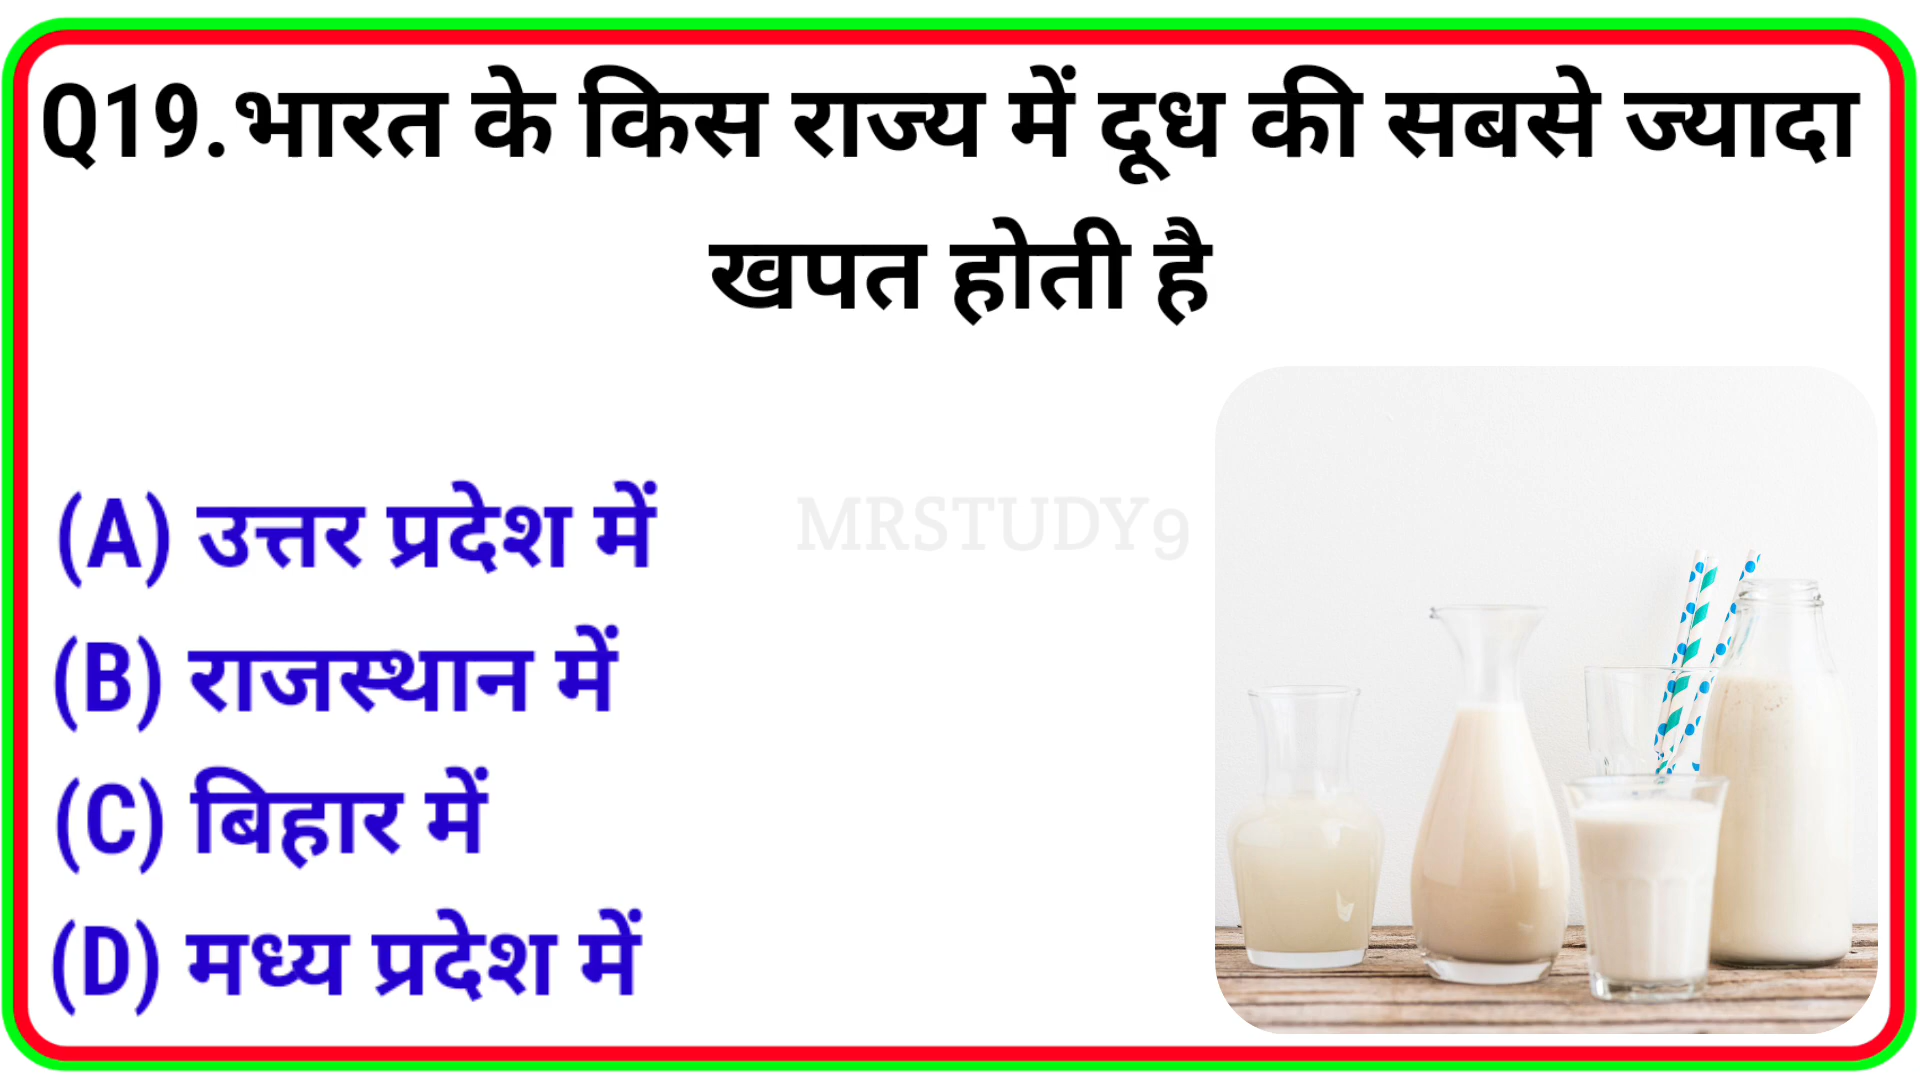 Q19.भारत के किस राज्य में दूध की सबसे ज्यादा
खपत होती है
(A) उत्तर प्रदेश में
MRSTUDY9
(B) राजस्थान में
(C) बिहार में
(D) मध्य प्रदेश में